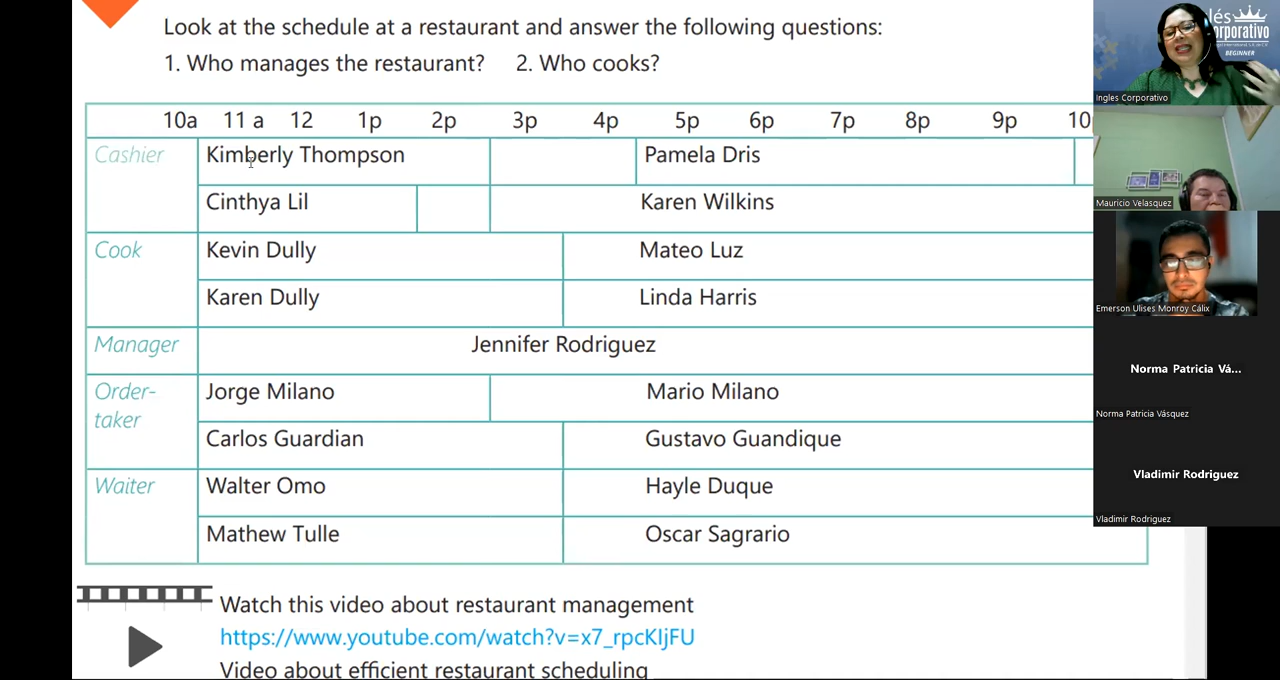 Look at the schedule at a restaurant and answer the following questions:
1. Who manages the restaurant? 2. Who cooks?
10a 11 a 12 1p 2p 3p 4p 5p 6p 7p 8p 9p
Cashier Kimberly Thompson Pamela Dris
Cinthya Lil Karen Wilkins
Cook Kevin Dully Mateo Luz
Karen Dully Linda Harris
Manager Jennifer Rodriguez
Order- Jorge Milano Mario Milano
taker
Carlos Guardian Gustavo Guandique
Waiter Walter Omo Hayle Duque
Mathew Tulle Oscar Sagrario
Watch this video about restaurant management
https://www.youtube.com/watch?v=x7_rpcKIjFU
Video about efficient restaurant scheduling
BEGINNER
Ingles Corporativo
Mauricio Velasquez
Emerson Ulises Monroy Cálix
Norma Patricia Vá...
Norma Patricia Vásquez
Vladimir Rodriguez
Vladimir Rodriguez